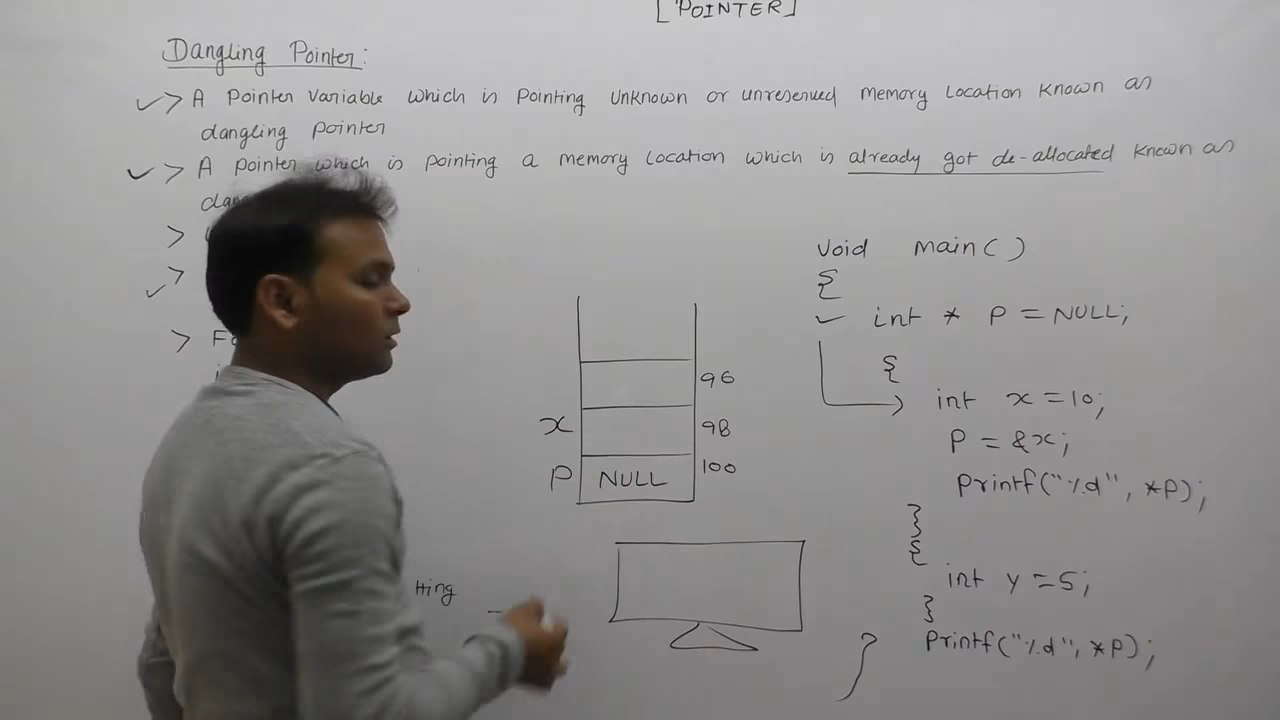 [ POINTER ]
Dangling Pointer:
> A Pointer Variable which is Pointing Unknown or unreserved memory Location Known as
dangling pointer
> A pointer which is pointing a memory Location which is already got de-allocated Known as
>
>
>
void main()
{
int * P = NULL;
{
int x = 10;
P = &x;
Printf("%d", *P);
}
{
int y = 5;
}
Printf("%d", *P);
}
96
x 98
P NULL 100